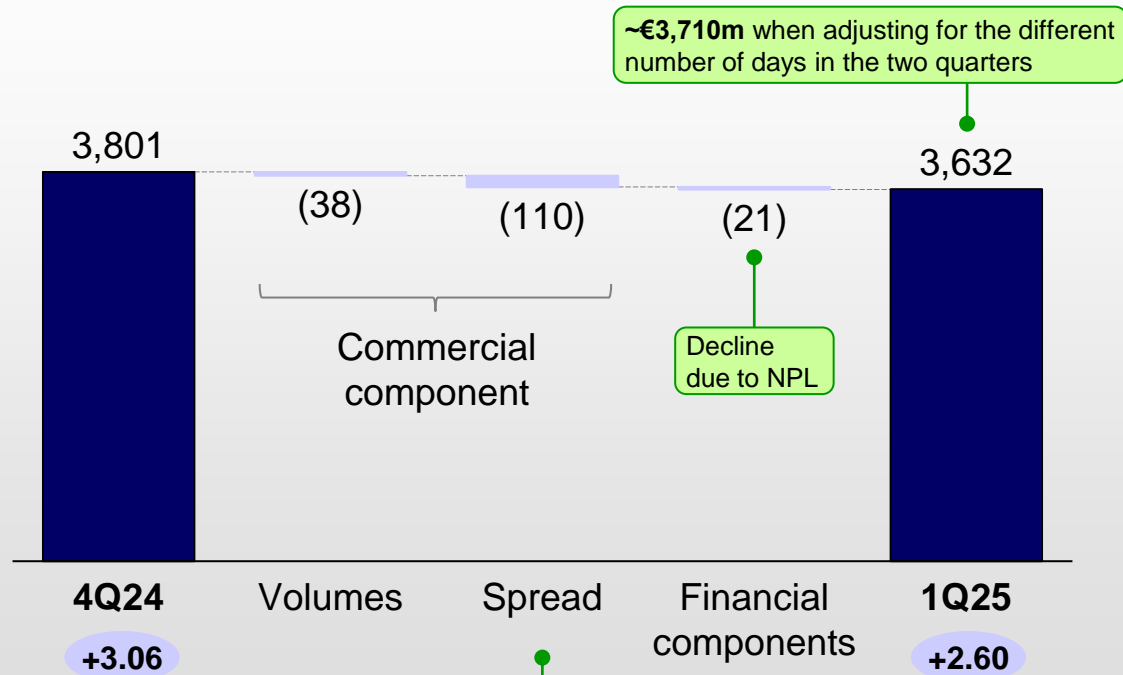 ~€3,710m when adjusting for the different
number of days in the two quarters
3,801
(38)
(110)
(21)
3,632
Commercial
component
Decline
due to NPL
4Q24
Volumes
Spread
Financial
components
1Q25
+3.06
+2.60